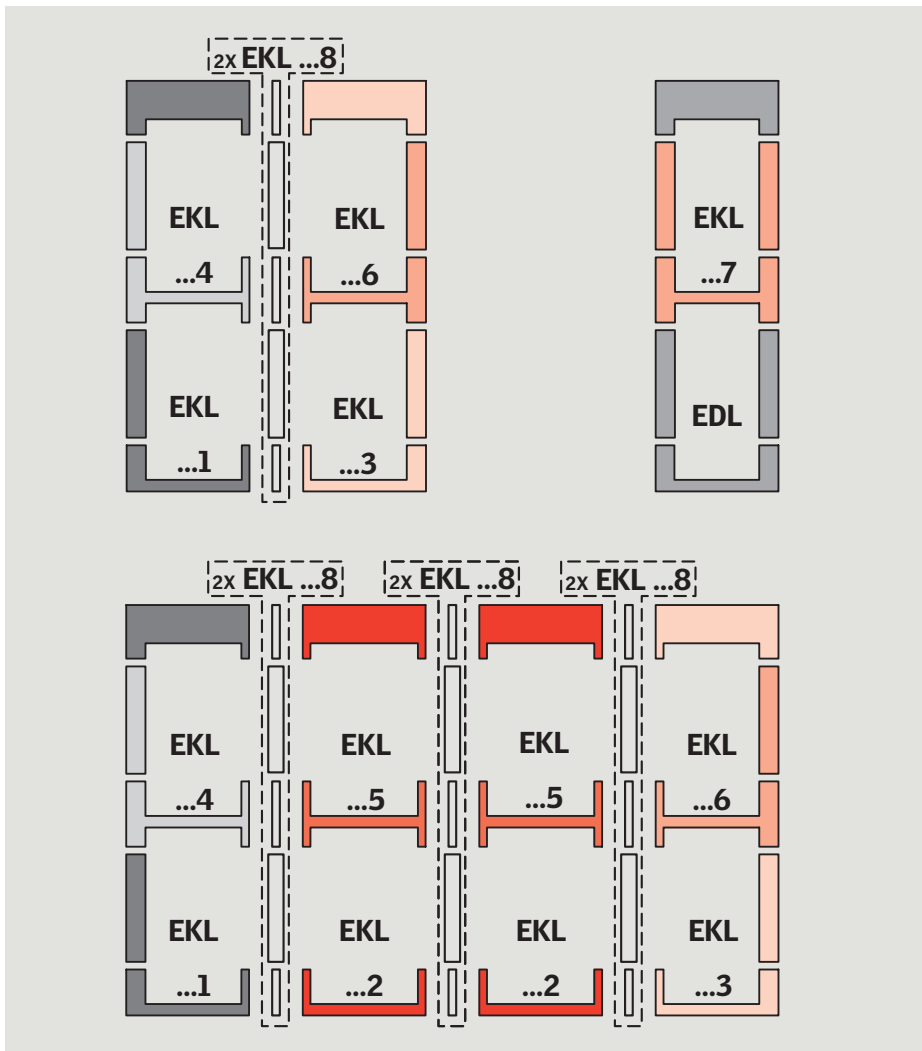 2X EKL ...8
EKL
...4
EKL
...6
EKL
...7
EKL
...1
EKL
...3
EDL
2X EKL ...8
2X EKL ...8
2X EKL ...8
EKL
...4
EKL
...5
EKL
...5
EKL
...6
EKL
...1
EKL
...2
EKL
...2
EKL
...3